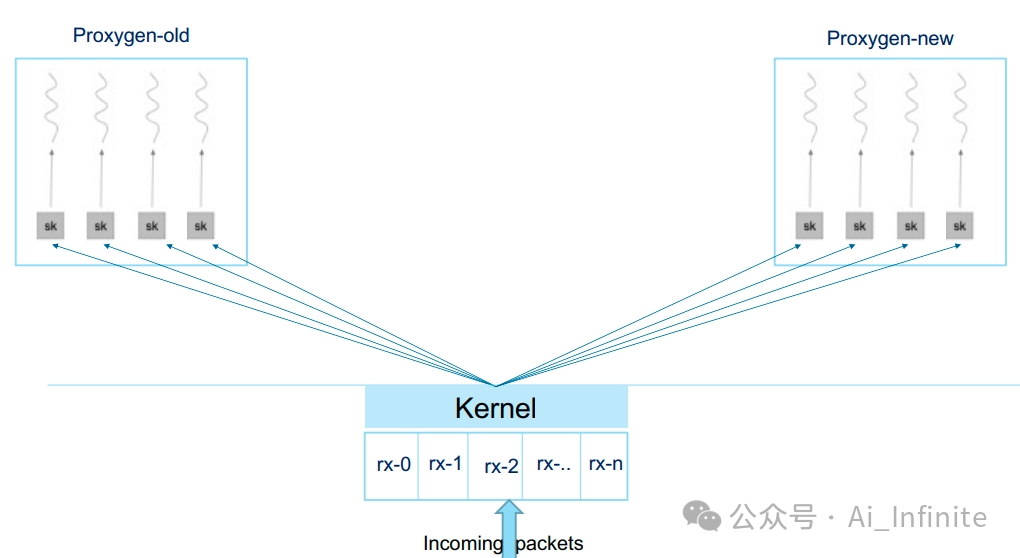 Proxygen-old
Proxygen-new
sk sk sk sk
sk sk sk sk
Kernel
rx-0 rx-1 rx-2 rx-.. rx-n
Incoming packets
公众号 · Ai_Infinite